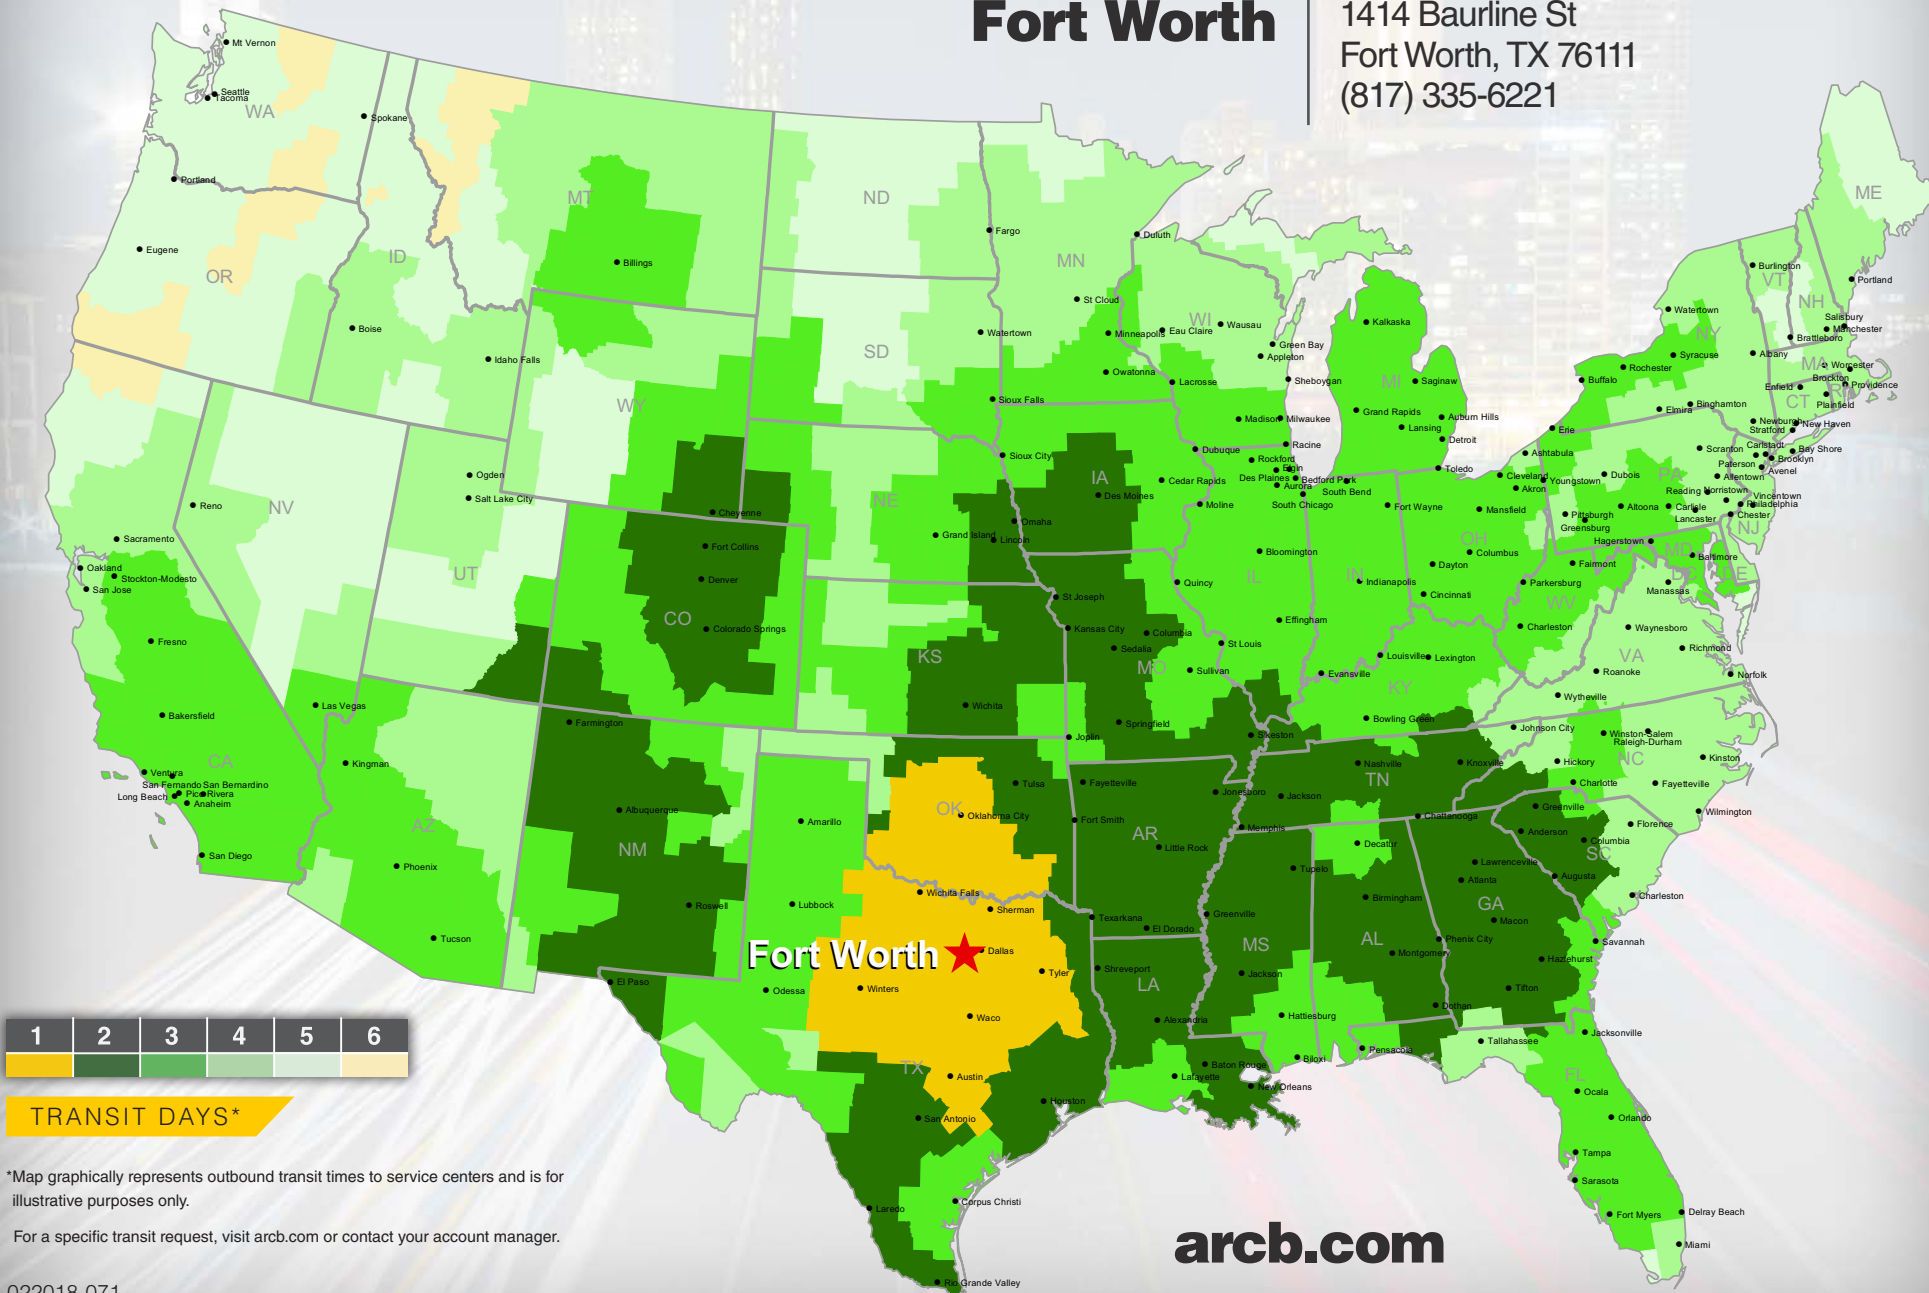 Fort Worth
1414 Baurline St
Fort Worth, TX 76111
(817) 335-6221
Mt Vernon
Seattle
Tacoma
WA
Spokane
Portland
Eugene
OR
ID
Boise
Idaho Falls
MT
Billings
ND
Fargo
MN
Duluth
St Cloud
Minneapolis
Owatonna
Watertown
SD
Sioux Falls
WY
Cheyenne
WI
Eau Claire
Wausau
Green Bay
Appleton
Sheboygan
Lacrosse
Madison
Milwaukee
Racine
MI
Kalkaska
Saginaw
Grand Rapids
Lansing
Auburn Hills
Detroit
ME
Portland
Burlington
VT
NH
Salisbury
Manchester
Brattleboro
Watertown
NY
Syracuse
Rochester
Buffalo
Albany
MA
Worcester
Brockton
Providence
RI
Enfield
CT
Plainfield
Elmira
Binghamton
Newburgh
New Haven
Stratford
Bay Shore
Carlstadt
Brooklyn
Paterson
Avenel
Scranton
Allentown
Erie
PA
Dubois
Reading
Norristown
Vincentown
Philadelphia
Chester
Altoona
Carlisle
Lancaster
Pittsburgh
Greensburg
NJ
Hagerstown
MD
Baltimore
DC
DE
Manassas
Fairmont
Parkersburg
WV
Charleston
VA
Waynesboro
Richmond
Roanoke
Norfolk
Wytheville
Ashtabula
Cleveland
Akron
Youngstown
Toledo
Mansfield
OH
Columbus
Dayton
Cincinnati
South Bend
Fort Wayne
IN
Indianapolis
Evansville
Dubuque
Rockford
Elgin
Des Plaines
Aurora
Bedford Park
South Chicago
Moline
Bloomington
IL
Quincy
Effingham
Louisville
Lexington
KY
Bowling Green
IA
Sioux City
Cedar Rapids
Des Moines
NE
Omaha
Grand Island
Lincoln
St Joseph
Kansas City
Columbia
Sedalia
MO
St Louis
Sullivan
Springfield
Joplin
Sikeston
KS
Wichita
CO
Fort Collins
Denver
Colorado Springs
UT
Ogden
Salt Lake City
NV
Reno
Las Vegas
CA
Sacramento
Oakland
Stockton-Modesto
San Jose
Fresno
Bakersfield
Ventura
San Fernando
San Bernardino
Long Beach
Pico Rivera
Anaheim
San Diego
AZ
Kingman
Phoenix
Tucson
NM
Farmington
Albuquerque
Roswell
OK
Tulsa
Oklahoma City
AR
Fayetteville
Fort Smith
Jonesboro
Little Rock
Texarkana
El Dorado
TN
Nashville
Knoxville
Jackson
Memphis
Chattanooga
Johnson City
NC
Winston-Salem
Raleigh-Durham
Hickory
Kinston
Charlotte
Fayetteville
Wilmington
SC
Greenville
Anderson
Columbia
Florence
Charleston
GA
Lawrenceville
Atlanta
Augusta
Macon
Savannah
Hazlehurst
Tifton
AL
Decatur
Birmingham
Phenix City
Montgomery
Dothan
MS
Tupelo
Greenville
Jackson
Hattiesburg
Biloxi
LA
Shreveport
Alexandria
Lafayette
Baton Rouge
New Orleans
FL
Pensacola
Tallahassee
Jacksonville
Ocala
Orlando
Tampa
Sarasota
Fort Myers
Delray Beach
Miami
TX
Amarillo
Lubbock
Wichita Falls
Sherman
Fort Worth
Dallas
Tyler
Winters
Odessa
El Paso
Waco
Austin
Houston
San Antonio
Corpus Christi
Laredo
Rio Grande Valley
1 2 3 4 5 6
TRANSIT DAYS*
*Map graphically represents outbound transit times to service centers and is for
illustrative purposes only.
For a specific transit request, visit arcb.com or contact your account manager.
022018-071
arcb.com